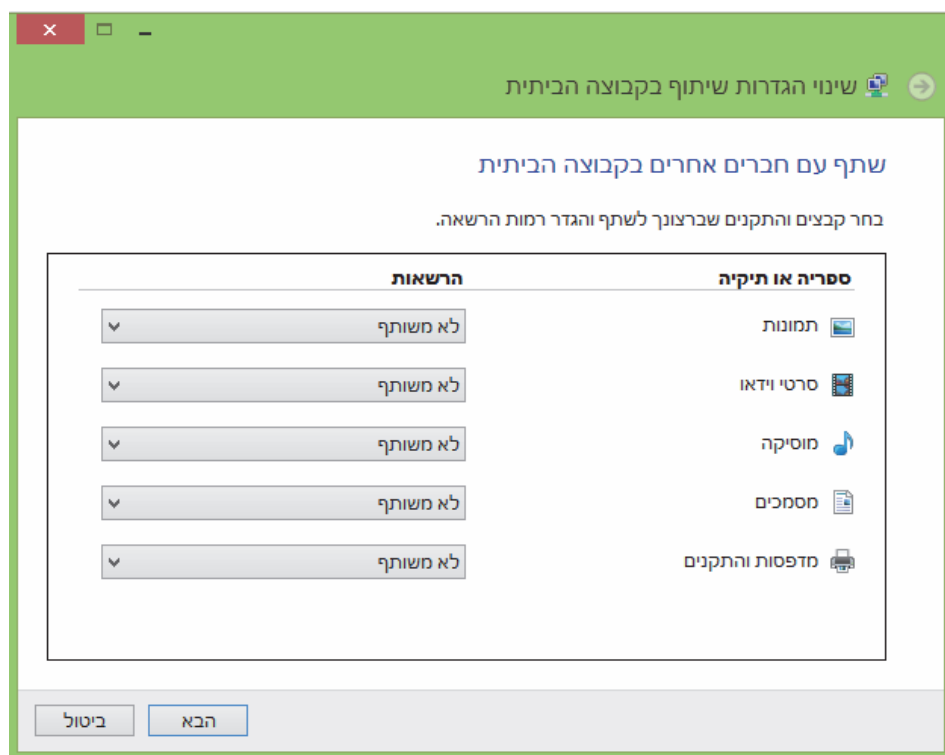 שינוי הגדרות שיתוף בקבוצה הביתית
שתף עם חברים אחרים בקבוצה הביתית
בחר קבצים והתקנים שברצונך לשתף והגדר רמות הרשאה.
ספריה או תיקיה הרשאות
תמונות לא משותף
סרטי וידאו לא משותף
מוסיקה לא משותף
מסמכים לא משותף
מדפסות והתקנים לא משותף
הבא ביטול